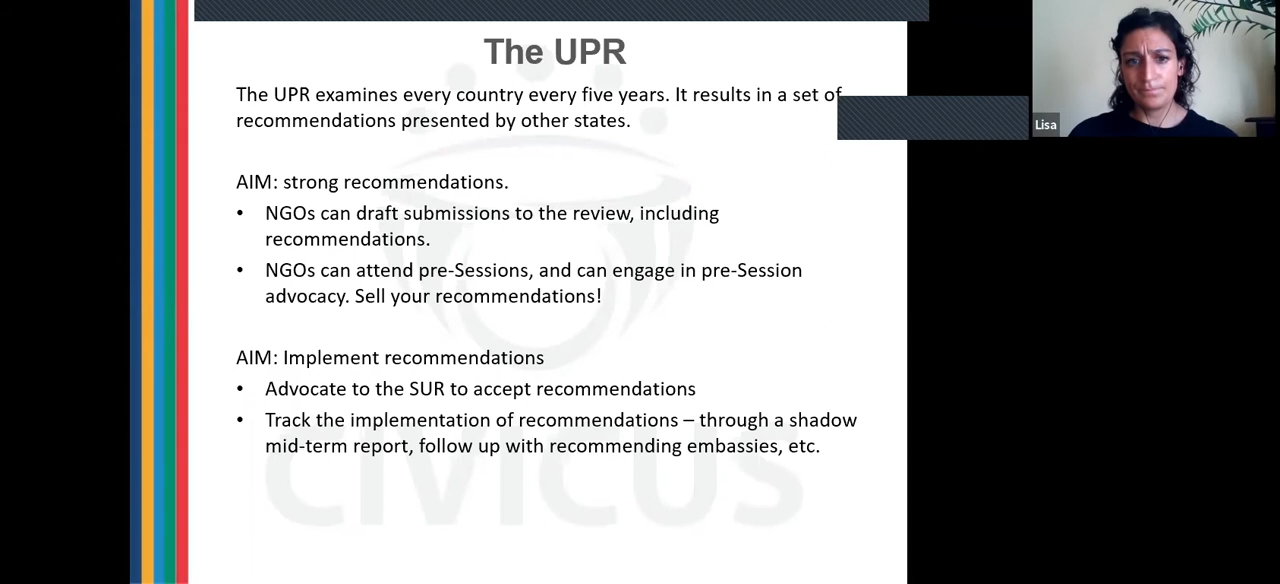 The UPR
The UPR examines every country every five years. It results in a set of
recommendations presented by other states.
AIM: strong recommendations.
• NGOs can draft submissions to the review, including
recommendations.
• NGOs can attend pre-Sessions, and can engage in pre-Session
advocacy. Sell your recommendations!
AIM: Implement recommendations
• Advocate to the SUR to accept recommendations
• Track the implementation of recommendations – through a shadow
mid-term report, follow up with recommending embassies, etc.
CIVICUS
Lisa